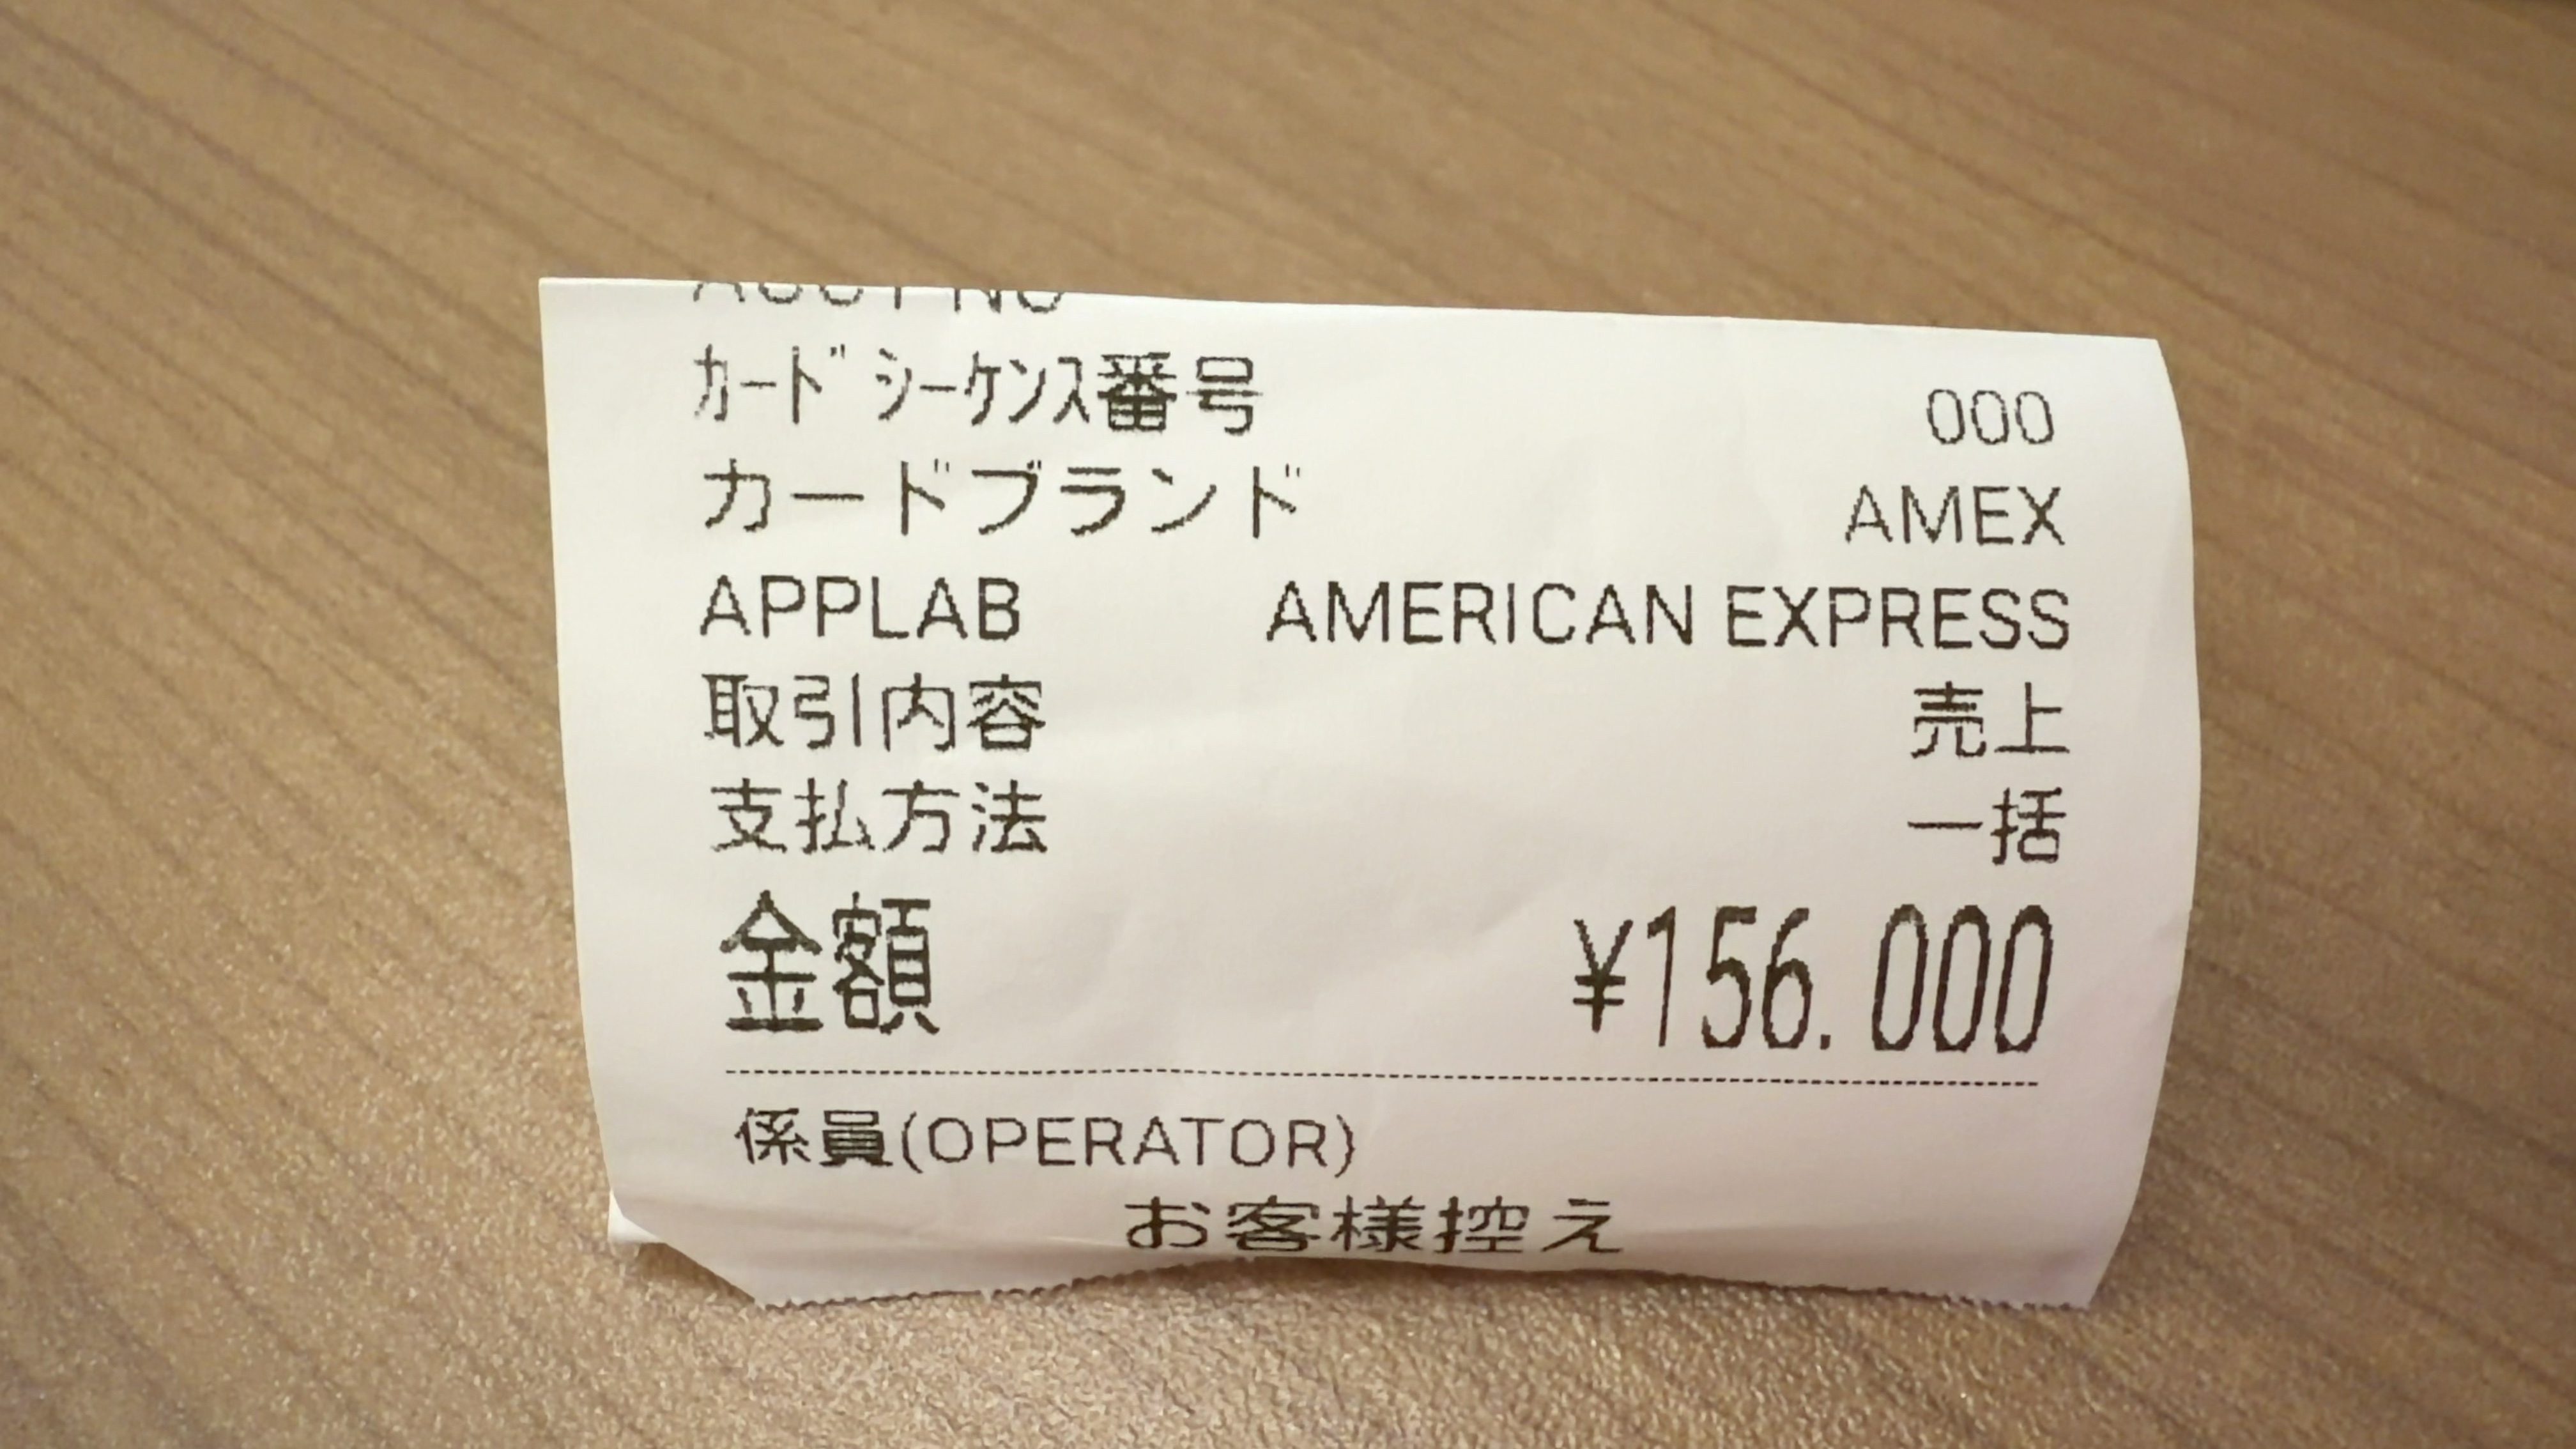 カード シーケンス番号 000
カードブランド AMEX
APPLAB AMERICAN EXPRESS
取引内容 売上
支払方法 一括
金額 ¥156.000
係員(OPERATOR)
お客様控え